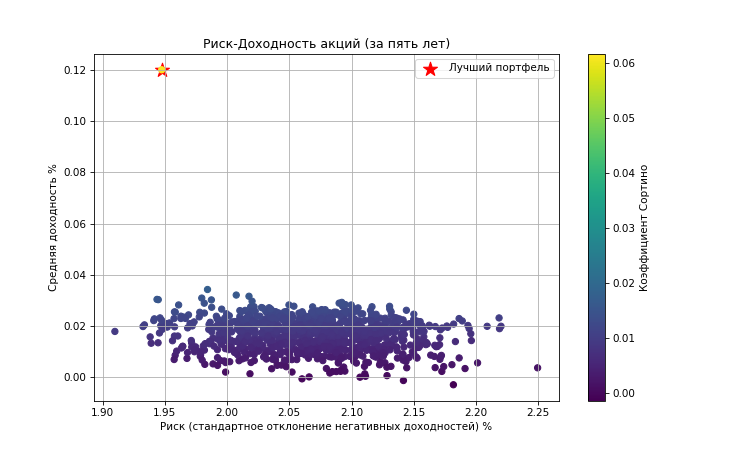 Риск-Доходность акций (за пять лет)
Лучший портфель
Средняя доходность %
0.12
0.10
0.08
0.06
0.04
0.02
0.00
1.90 1.95 2.00 2.05 2.10 2.15 2.20 2.25
Риск (стандартное отклонение негативных доходностей) %
0.06
0.05
0.04
0.03
0.02
0.01
0.00
Коэффициент Сортино